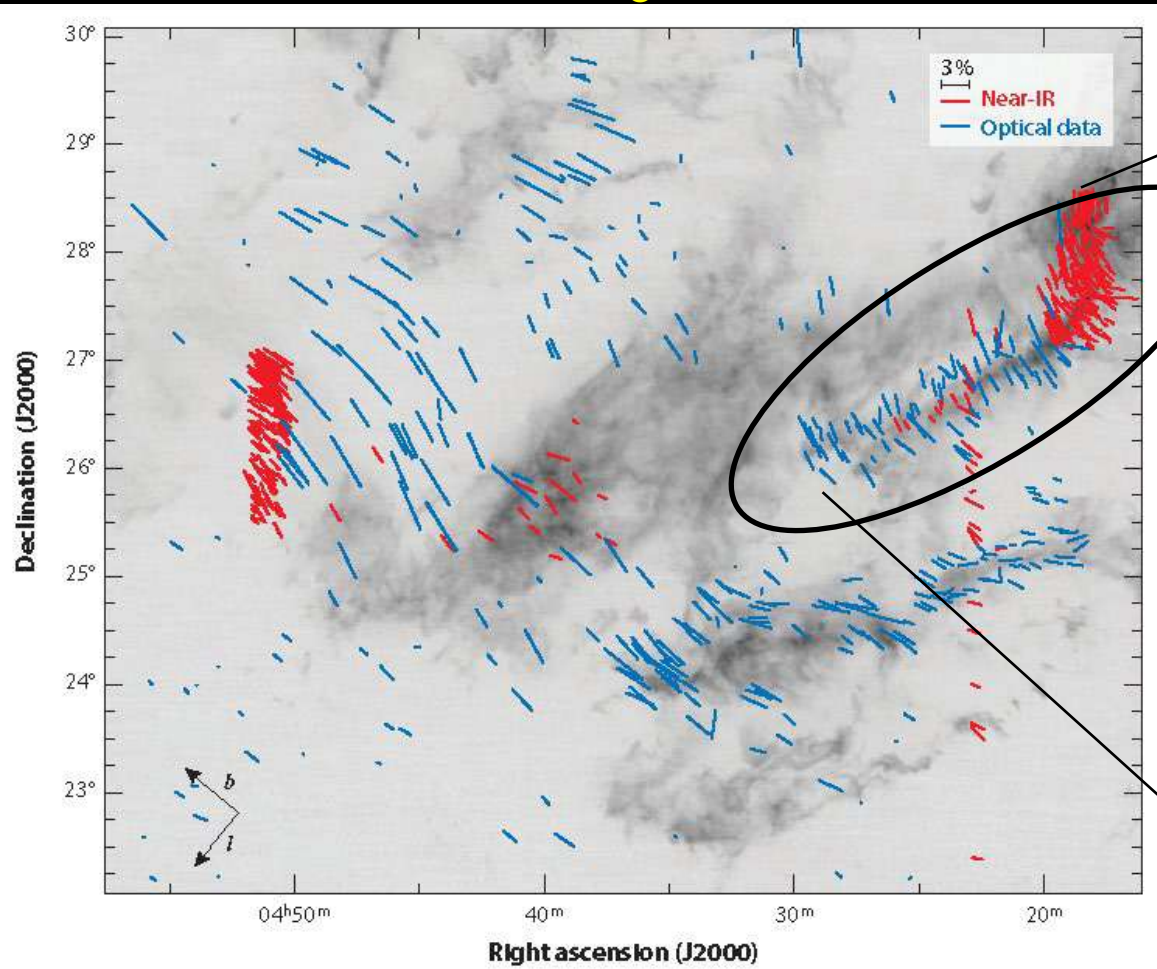 3%
Near-IR
Optical data
30°
29°
28°
27°
26°
25°
24°
23°
Declination (J2000)
b
l
04h50m
40m
30m
20m
Right ascension (J2000)